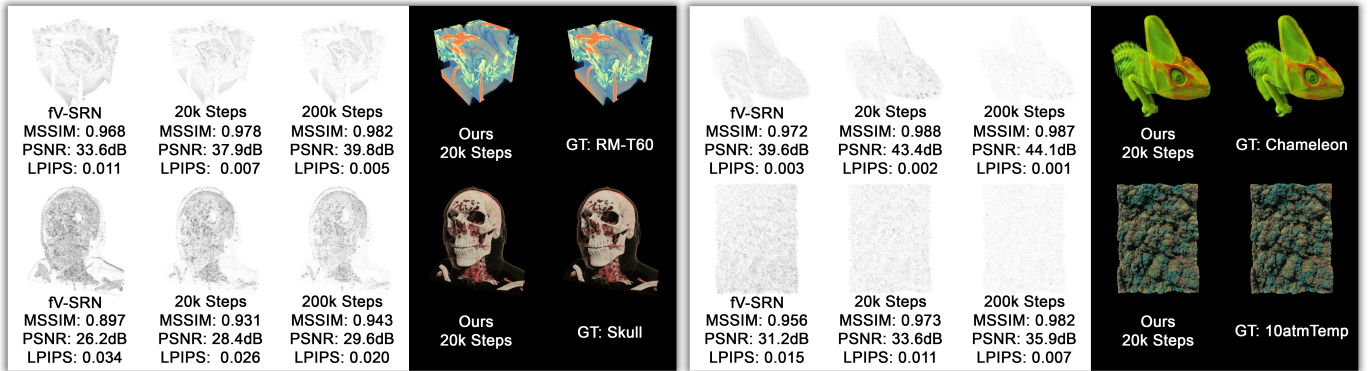 fV-SRN
MSSIM: 0.968
PSNR: 33.6dB
LPIPS: 0.011
20k Steps
MSSIM: 0.978
PSNR: 37.9dB
LPIPS: 0.007
200k Steps
MSSIM: 0.982
PSNR: 39.8dB
LPIPS: 0.005
Ours
20k Steps
GT: RM-T60
fV-SRN
MSSIM: 0.897
PSNR: 26.2dB
LPIPS: 0.034
20k Steps
MSSIM: 0.931
PSNR: 28.4dB
LPIPS: 0.026
200k Steps
MSSIM: 0.943
PSNR: 29.6dB
LPIPS: 0.020
Ours
20k Steps
GT: Skull
fV-SRN
MSSIM: 0.972
PSNR: 39.6dB
LPIPS: 0.003
20k Steps
MSSIM: 0.988
PSNR: 43.4dB
LPIPS: 0.002
200k Steps
MSSIM: 0.987
PSNR: 44.1dB
LPIPS: 0.001
Ours
20k Steps
GT: Chameleon
fV-SRN
MSSIM: 0.956
PSNR: 31.2dB
LPIPS: 0.015
20k Steps
MSSIM: 0.973
PSNR: 33.6dB
LPIPS: 0.011
200k Steps
MSSIM: 0.982
PSNR: 35.9dB
LPIPS: 0.007
Ours
20k Steps
GT: 10atmTemp